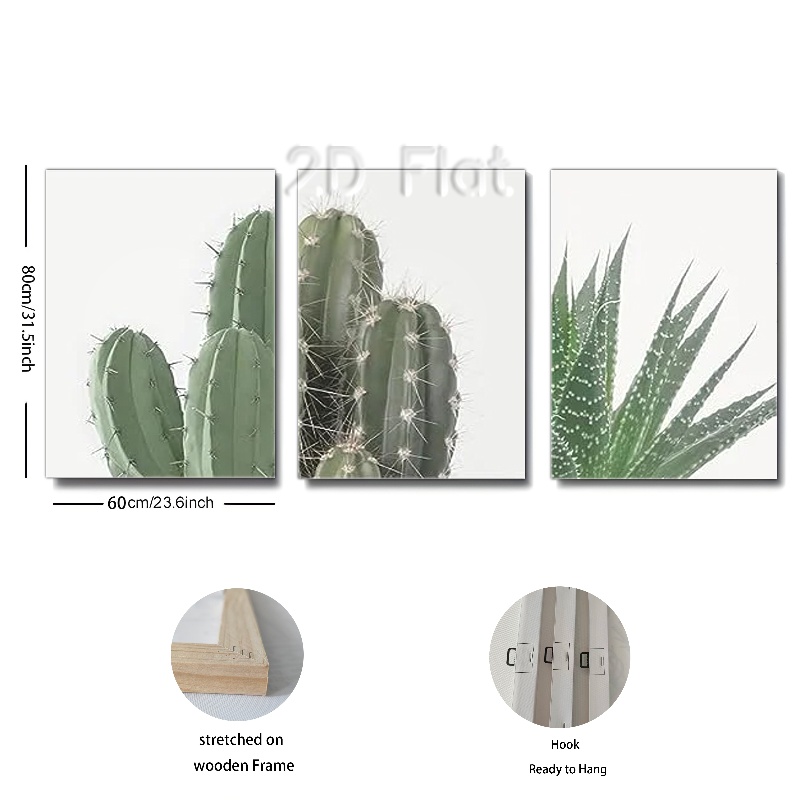 2D Flat
80cm/31.5inch
60cm/23.6inch
stretched on
wooden Frame
Hook
Ready to Hang